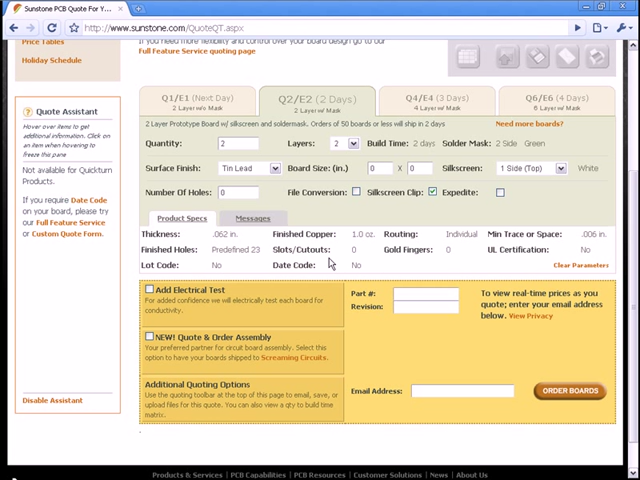 Sunstone PCB Quote For Y...
http://www.sunstone.com/QuoteQT.aspx
Price Tables
Holiday Schedule
If you need more flexibility and control over your board design go to our
Full Feature Service quoting page
Quote Assistant
Hover over items to get
additional information. Click on
an item when hovering to
freeze this pane
Not available for Quickturn
Products.
If you require Date Code
on your board, please try
our Full Feature Service or
or Custom Quote Form.
Disable Assistant
Q1/E1 (Next Day)
2 Layer w/o Mask
Q2/E2 (2 Days)
2 Layer w/ Mask
Q4/E4 (3 Days)
4 Layer w/ Mask
Q6/E6 (4 Days)
6 Layer w/ Mask
2 Layer Prototype Board w/ silkscreen and soldermask. Orders of 50 boards or less will ship in 2 days
Need more boards?
Quantity: 2 Layers: 2 Build Time: 2 days Solder Mask: 2 Side Green
Surface Finish: Tin Lead Board Size: (in.) 0 X 0 Silkscreen: 1 Side (Top) White
Number Of Holes: 0 File Conversion: Silkscreen Clip: Expedite:
Product Specs Messages
Thickness: .062 in. Finished Copper: 1.0 oz. Routing: Individual Min Trace or Space: .006 in.
Finished Holes: Predefined 23 Slots/Cutouts: 0 Gold Fingers: 0 UL Certification: No
Lot Code: No Date Code: No Clear Parameters
Add Electrical Test
For added confidence we will electrically test each board for
conductivity.
NEW! Quote & Order Assembly
Your preferred partner for circuit board assembly. Select this
option to have your boards shipped to Screaming Circuits.
Additional Quoting Options
Use the quoting toolbar at the top of this page to email, save, or
upload files for this quote. You can also view a qty to build time
matrix.
Part #:
Revision:
To view real-time prices as you
quote; enter your email address
below. View Privacy
Email Address:
ORDER BOARDS
Products & Services | PCB Capabilities | PCB Resources | Customer Solutions | News | About Us